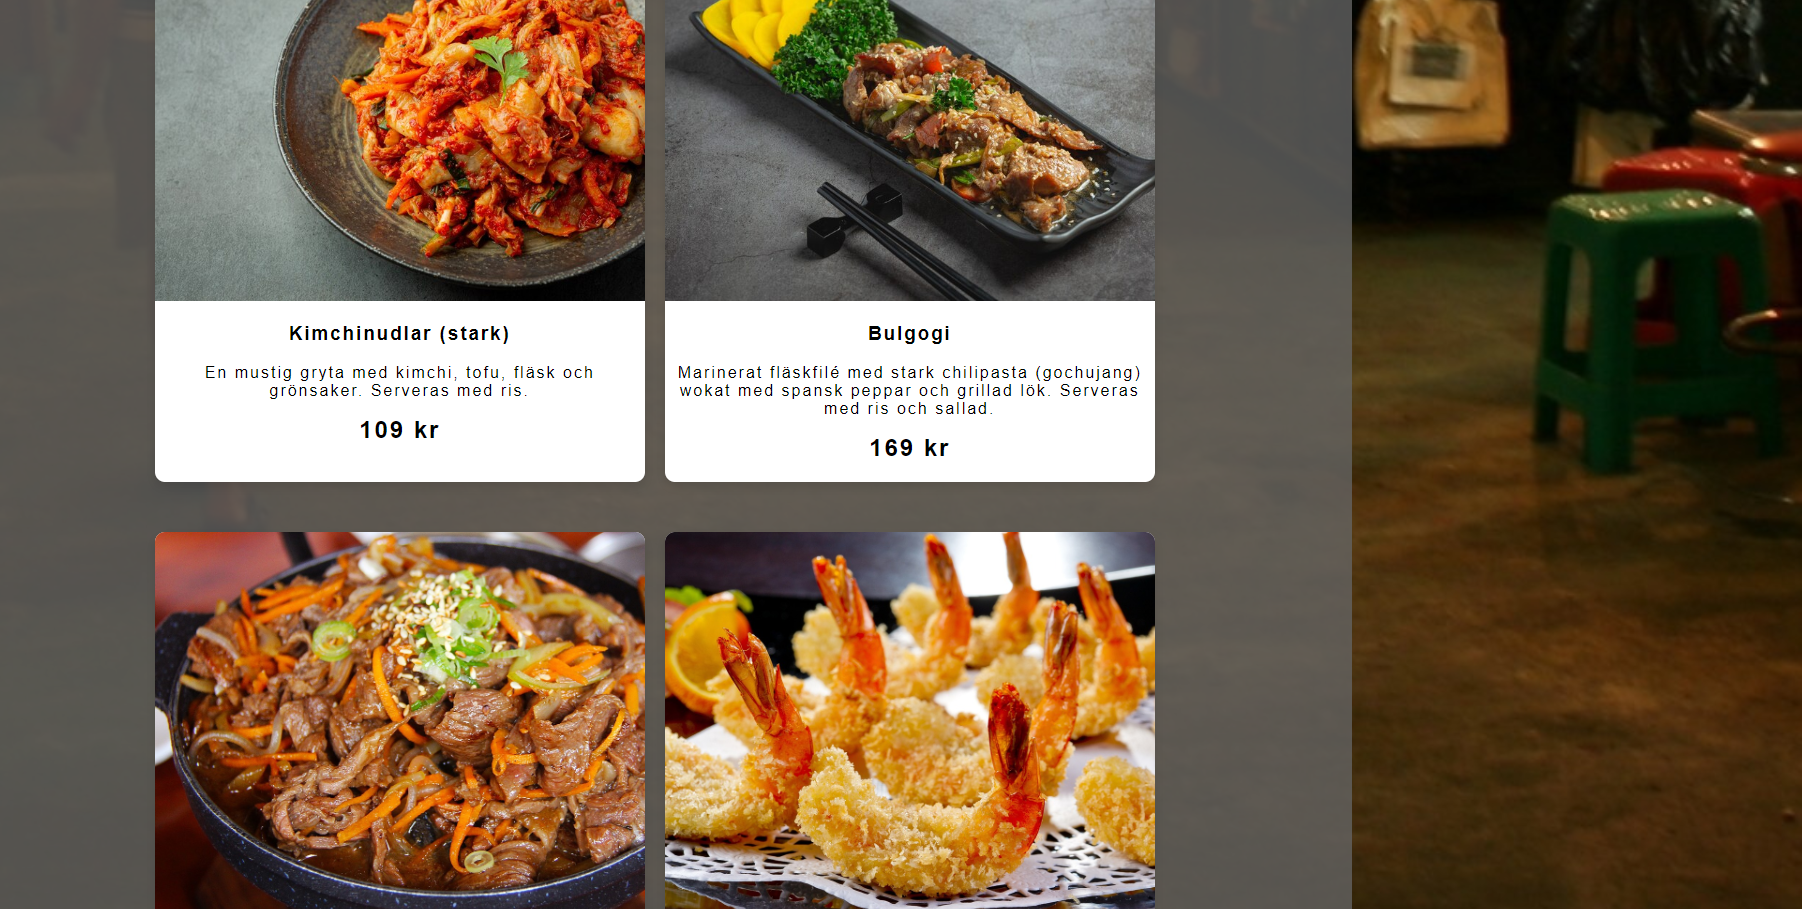 Kimchinudlar (stark)
En mustig gryta med kimchi, tofu, fläsk och
grönsaker. Serveras med ris.
109 kr
Bulgogi
Marinerat fläskfilé med stark chilipasta (gochujang)
wokat med spansk peppar och grillad lök. Serveras
med ris och sallad.
169 kr